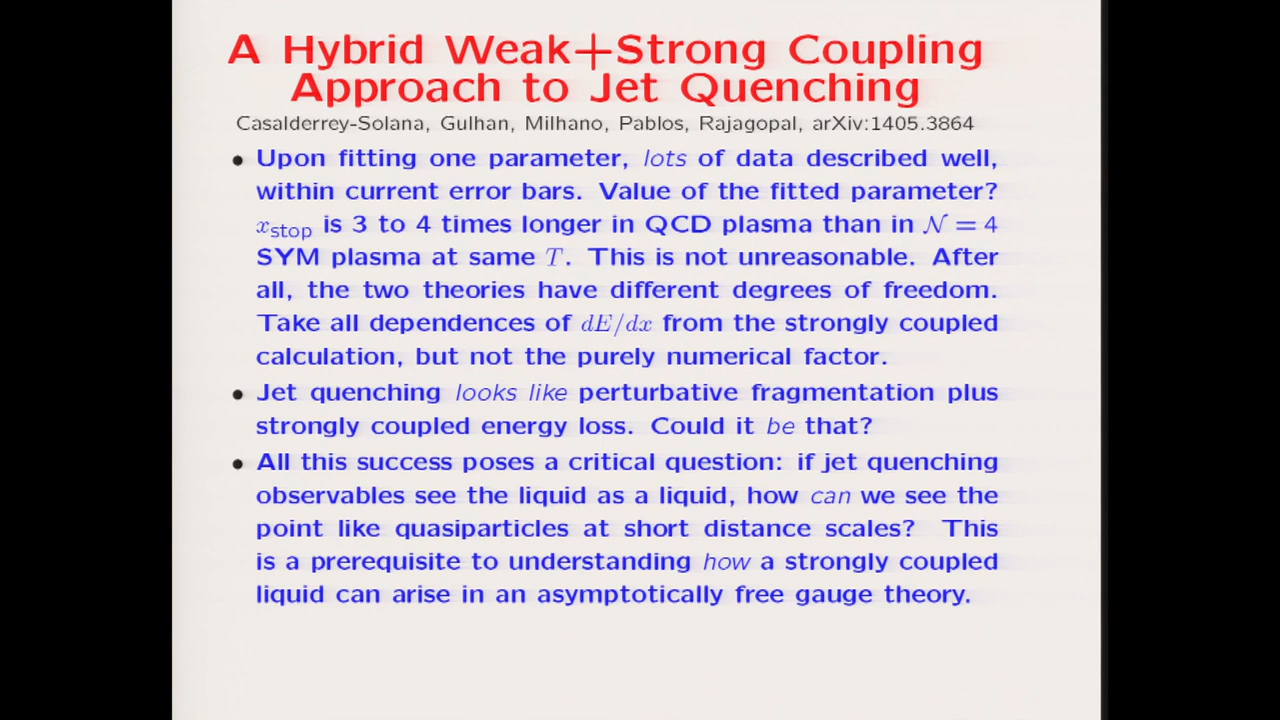 A Hybrid Weak+Strong Coupling
Approach to Jet Quenching
Casalderrey-Solana, Gulhan, Milhano, Pablos, Rajagopal, arXiv:1405.3864
• Upon fitting one parameter, lots of data described well,
within current error bars. Value of the fitted parameter?
x_stop is 3 to 4 times longer in QCD plasma than in 𝒩 = 4
SYM plasma at same T. This is not unreasonable. After
all, the two theories have different degrees of freedom.
Take all dependences of dE/dx from the strongly coupled
calculation, but not the purely numerical factor.
• Jet quenching looks like perturbative fragmentation plus
strongly coupled energy loss. Could it be that?
• All this success poses a critical question: if jet quenching
observables see the liquid as a liquid, how can we see the
point like quasiparticles at short distance scales? This
is a prerequisite to understanding how a strongly coupled
liquid can arise in an asymptotically free gauge theory.